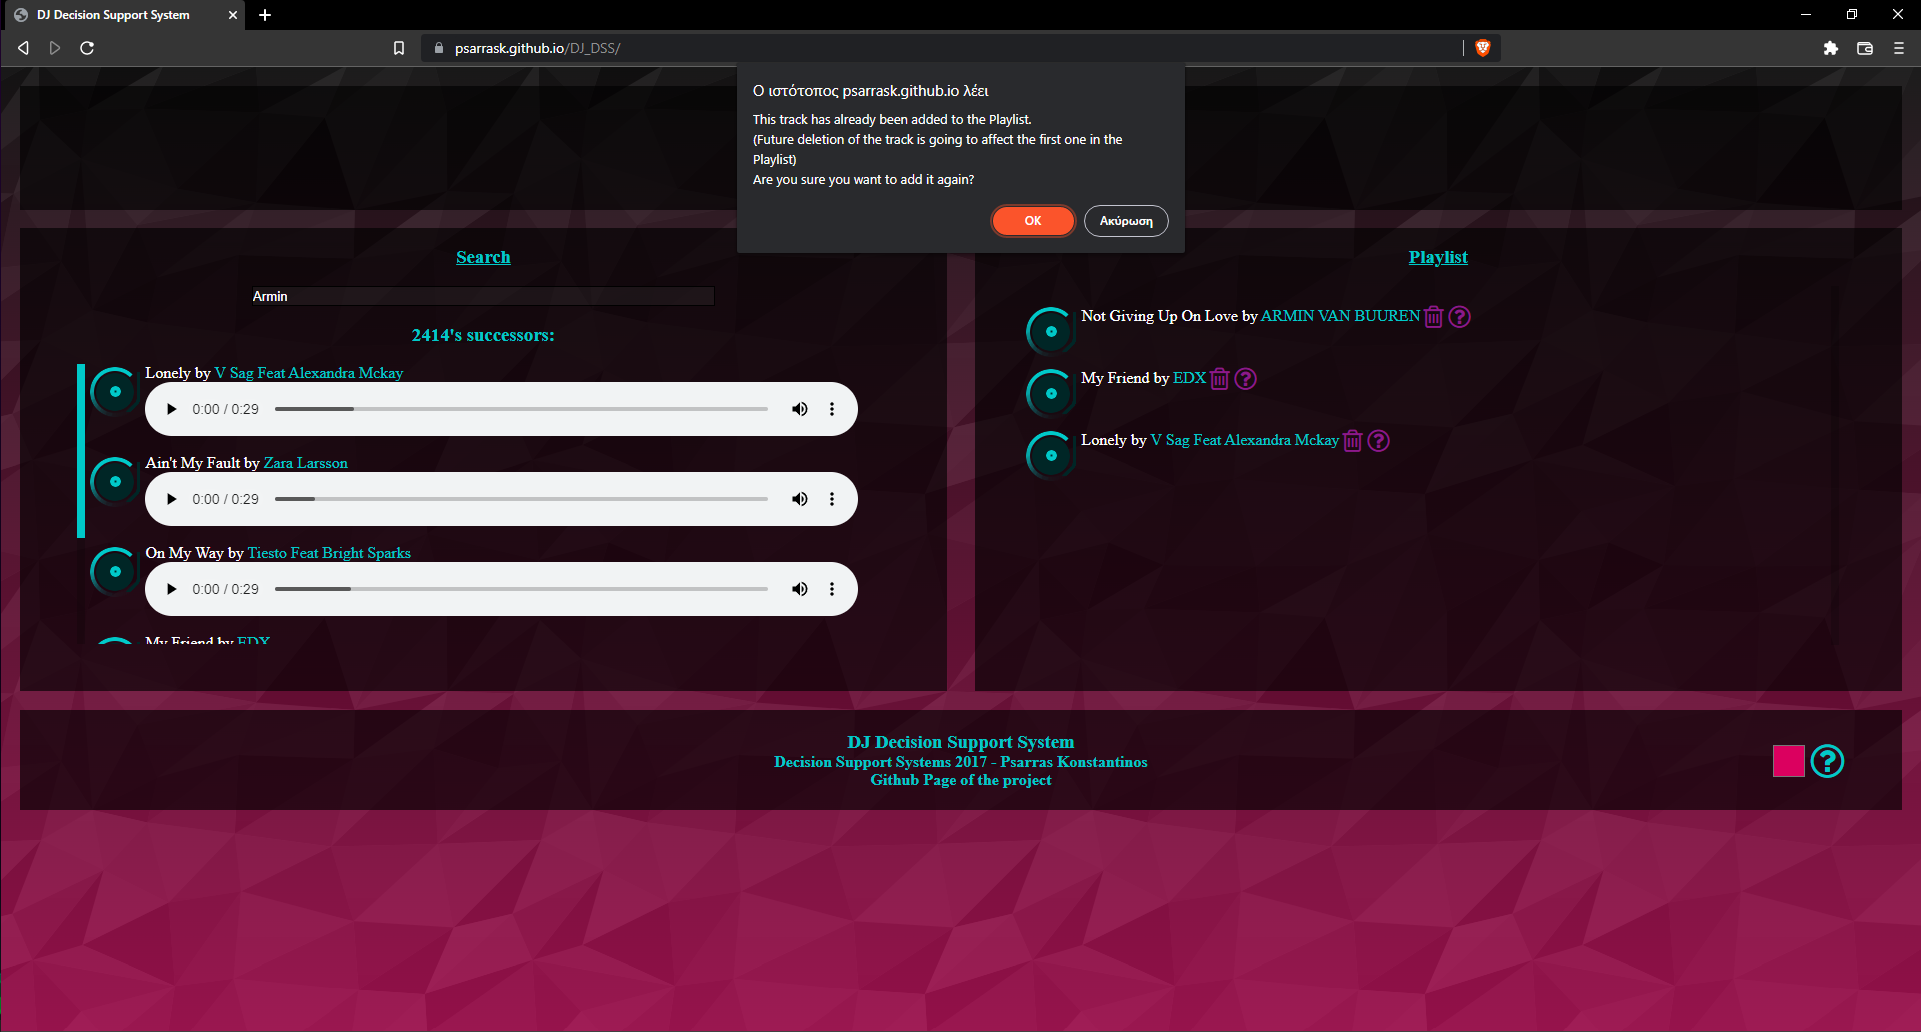 DJ Decision Support System
psarrask.github.io/DJ_DSS/
Ο ιστότοπος psarrask.github.io λέει
This track has already been added to the Playlist.
(Future deletion of the track is going to affect the first one in the
Playlist)
Are you sure you want to add it again?
OK
Ακύρωση
Search
Armin
2414's successors:
Lonely by V Sag Feat Alexandra Mckay
0:00 / 0:29
Ain't My Fault by Zara Larsson
0:00 / 0:29
On My Way by Tiesto Feat Bright Sparks
0:00 / 0:29
My Friend by EDX
Playlist
Not Giving Up On Love by ARMIN VAN BUUREN
My Friend by EDX
Lonely by V Sag Feat Alexandra Mckay
DJ Decision Support System
Decision Support Systems 2017 - Psarras Konstantinos
Github Page of the project